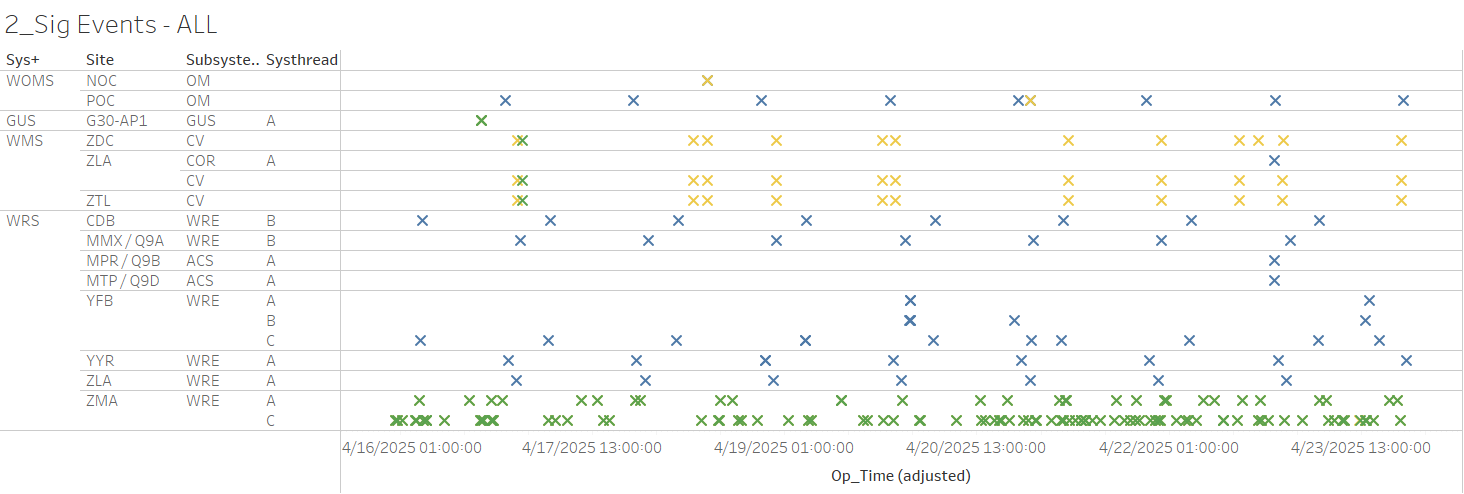 2_Sig Events - ALL
Sys+ Site Subsyste.. Systhread
WOMS NOC OM
POC OM
GUS G30-AP1 GUS A
WMS ZDC CV
ZLA COR A
CV
ZTL CV
WRS CDB WRE B
MMX / Q9A WRE B
MPR / Q9B ACS A
MTP / Q9D ACS A
YFB WRE A
B
C
YYR WRE A
ZLA WRE A
ZMA WRE A
C
4/16/2025 01:00:00 4/17/2025 13:00:00 4/19/2025 01:00:00 4/20/2025 13:00:00 4/22/2025 01:00:00 4/23/2025 13:00:00
Op_Time (adjusted)